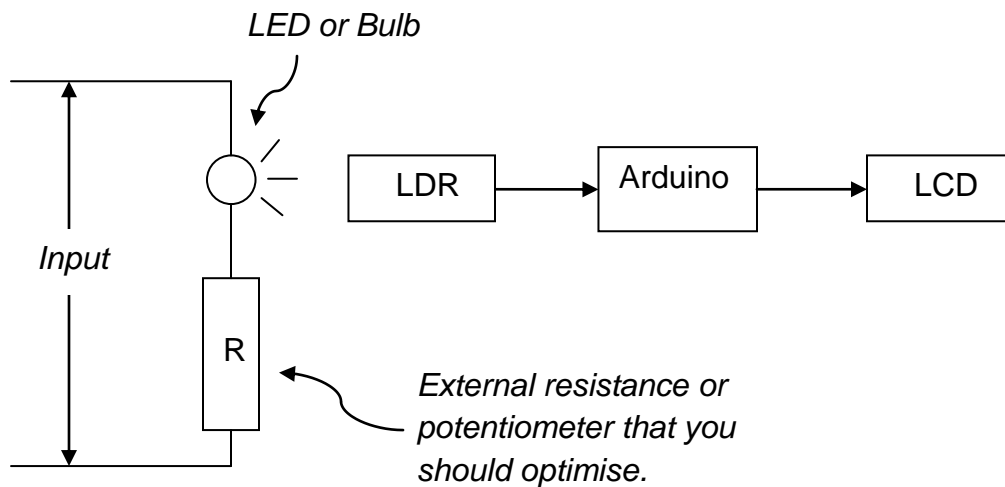 LED or Bulb
LDR
Arduino
LCD
Input
R
External resistance or
potentiometer that you
should optimise.